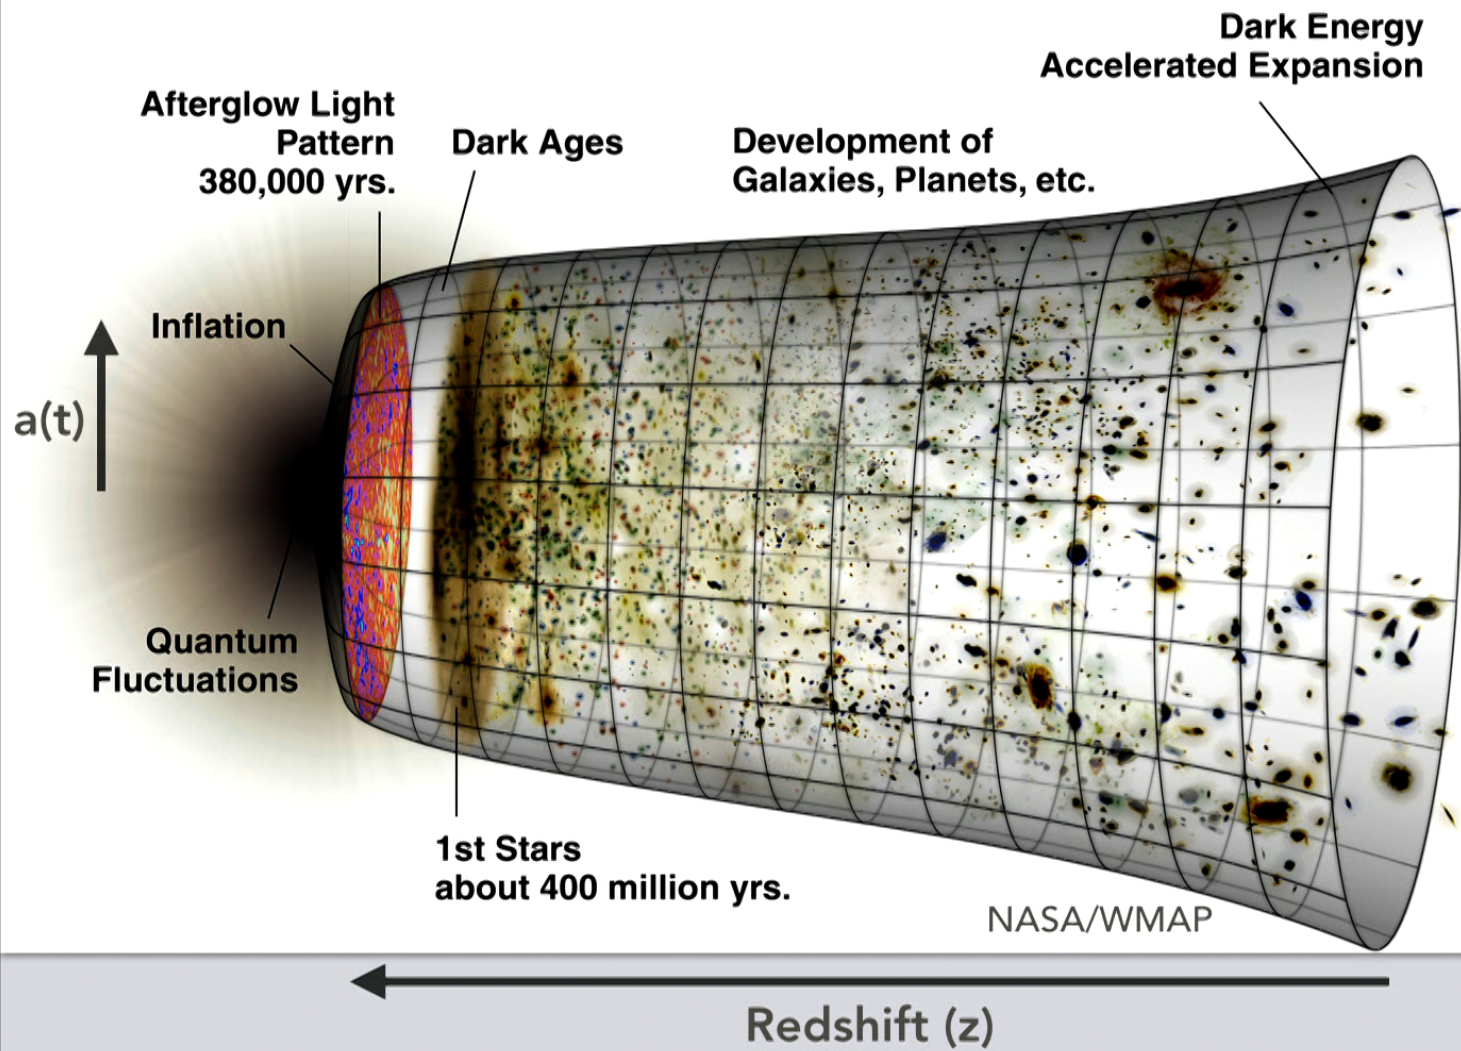 Dark Energy
Accelerated Expansion
Afterglow Light
Pattern
380,000 yrs.
Dark Ages
Development of
Galaxies, Planets, etc.
Inflation
a(t)
Quantum
Fluctuations
1st Stars
about 400 million yrs.
NASA/WMAP
Redshift (z)